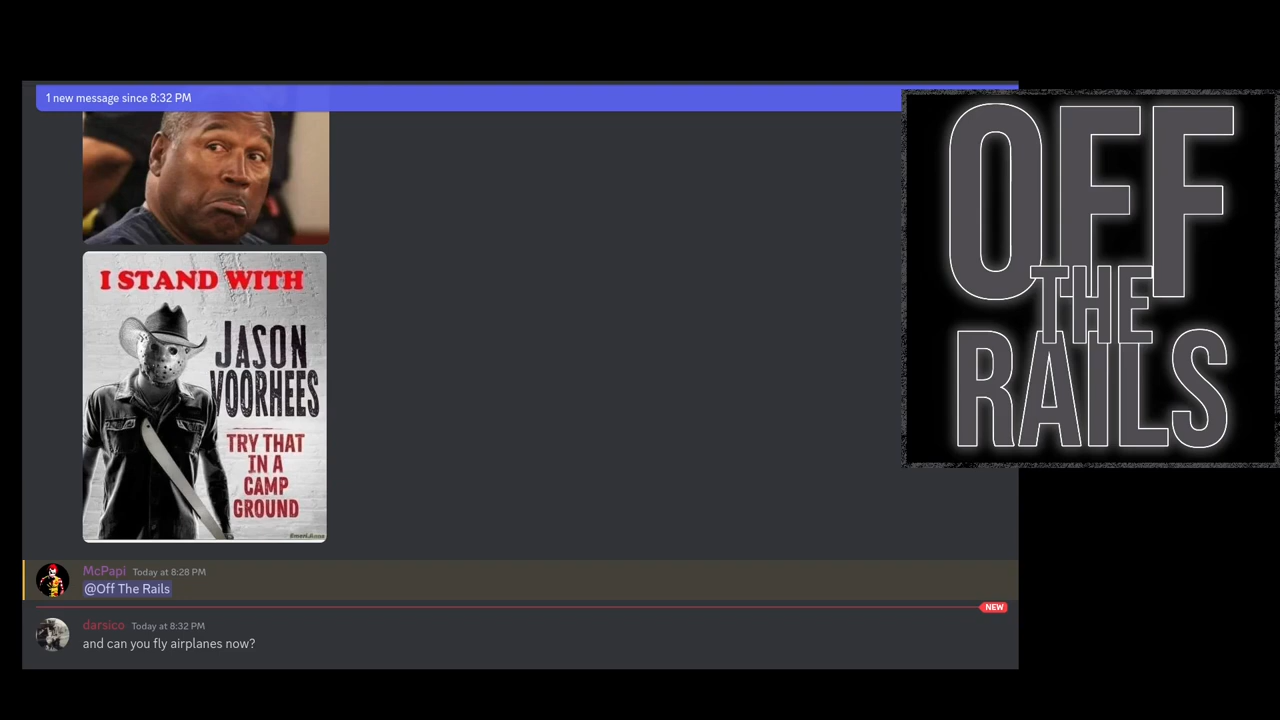 1 new message since 8:32 PM
I STAND WITH
JASON
VOORHEES
TRY THAT
IN A
CAMP
GROUND
McPapi Today at 8:28 PM
@Off The Rails
NEW
darsico Today at 8:32 PM
and can you fly airplanes now?
OFF
THE
RAILS